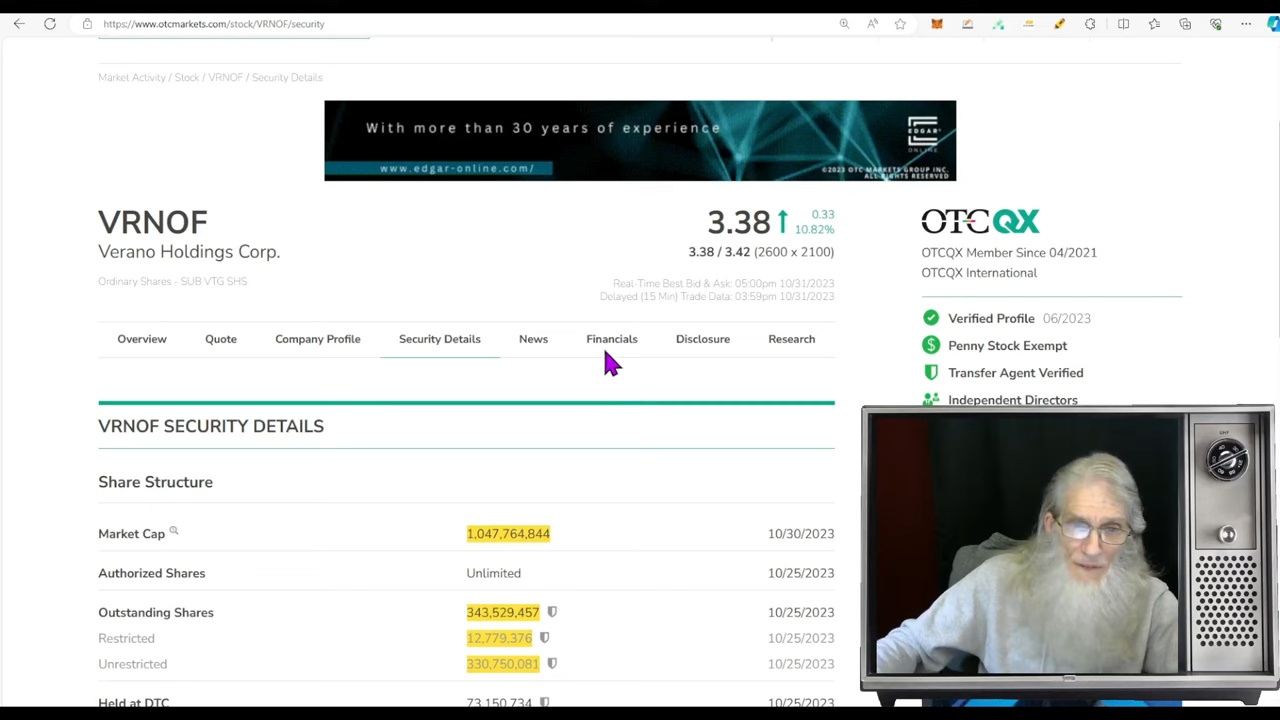 https://www.otcmarkets.com/stock/VRNOF/security
Market Activity / Stock / VRNOF / Security Details
With more than 30 years of experience
www.edgar-online.com/
EDGAR
ONLINE
©2023 OTC MARKETS GROUP INC.
ALL RIGHTS RESERVED
VRNOF
Verano Holdings Corp.
Ordinary Shares - SUB VTG SHS
3.38
0.33
10.82%
3.38 / 3.42 (2600 x 2100)
Real-Time Best Bid & Ask: 05:00pm 10/31/2023
Delayed (15 Min) Trade Data: 03:59pm 10/31/2023
OTCQX
OTCQX Member Since 04/2021
OTCQX International
Verified Profile 06/2023
Penny Stock Exempt
Transfer Agent Verified
Independent Directors
Overview Quote Company Profile Security Details News Financials Disclosure Research
VRNOF SECURITY DETAILS
Share Structure
Market Cap 1,047,764,844 10/30/2023
Authorized Shares Unlimited 10/25/2023
Outstanding Shares 343,529,457 10/25/2023
Restricted 12,779,376 10/25/2023
Unrestricted 330,750,081 10/25/2023
Held at DTC 73,150,734 10/25/2023
UHF